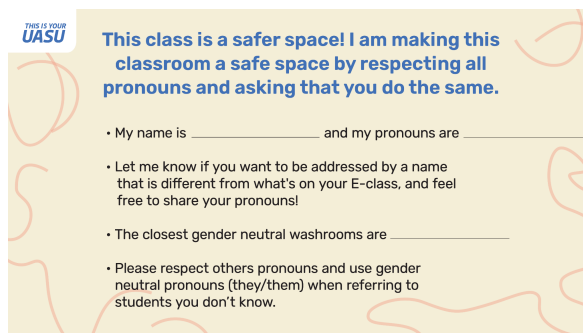 THIS IS YOUR
UASU
This class is a safer space! I am making this
classroom a safe space by respecting all
pronouns and asking that you do the same.
• My name is ____________ and my pronouns are ____________
• Let me know if you want to be addressed by a name
that is different from what's on your E-class, and feel
free to share your pronouns!
• The closest gender neutral washrooms are ____________
• Please respect others pronouns and use gender
neutral pronouns (they/them) when referring to
students you don't know.